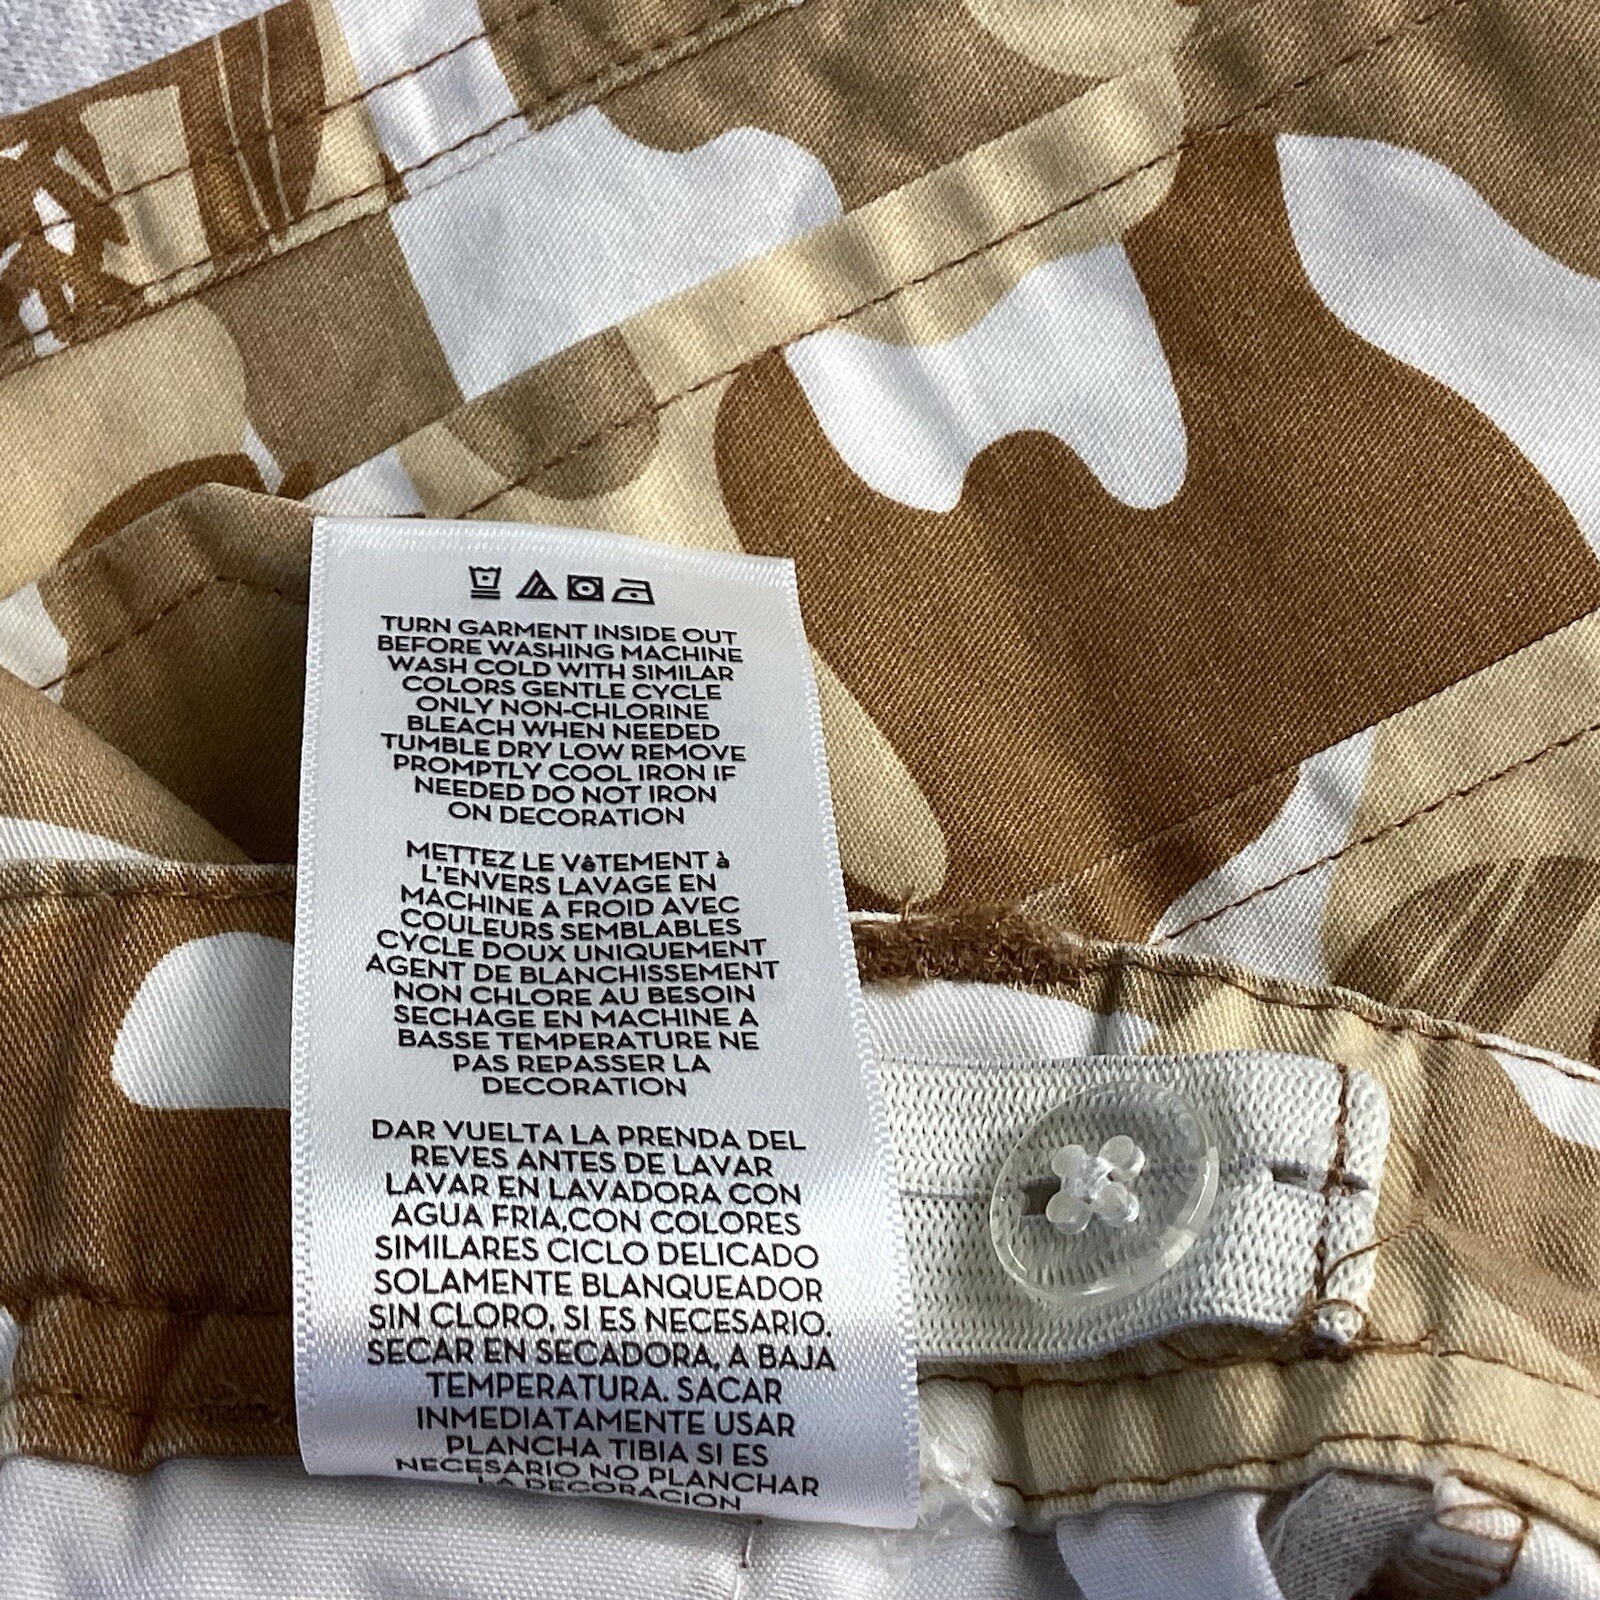 TURN GARMENT INSIDE OUT
BEFORE WASHING MACHINE
WASH COLD WITH SIMILAR
COLORS GENTLE CYCLE
ONLY NON-CHLORINE
BLEACH WHEN NEEDED
TUMBLE DRY LOW REMOVE
PROMPTLY COOL IRON IF
NEEDED DO NOT IRON
ON DECORATION
METTEZ LE VêTEMENT à
L'ENVERS LAVAGE EN
MACHINE A FROID AVEC
COULEURS SEMBLABLES
CYCLE DOUX UNIQUEMENT
AGENT DE BLANCHISSEMENT
NON CHLORE AU BESOIN
SECHAGE EN MACHINE A
BASSE TEMPERATURE NE
PAS REPASSER LA
DECORATION
DAR VUELTA LA PRENDA DEL
REVES ANTES DE LAVAR
LAVAR EN LAVADORA CON
AGUA FRIA,CON COLORES
SIMILARES CICLO DELICADO
SOLAMENTE BLANQUEADOR
SIN CLORO, SI ES NECESARIO.
SECAR EN SECADORA, A BAJA
TEMPERATURA. SACAR
INMEDIATAMENTE USAR
PLANCHA TIBIA SI ES
NECESARIO NO PLANCHAR
LA DECORACION